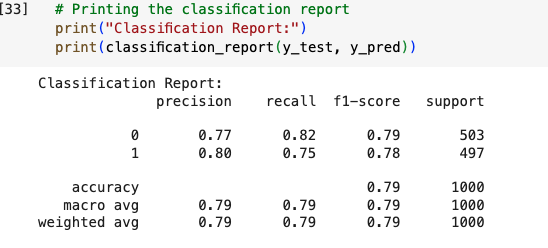 [33] # Printing the classification report
print("Classification Report:")
print(classification_report(y_test, y_pred))
Classification Report:
precision recall f1-score support
0 0.77 0.82 0.79 503
1 0.80 0.75 0.78 497
accuracy 0.79 1000
macro avg 0.79 0.79 0.79 1000
weighted avg 0.79 0.79 0.79 1000